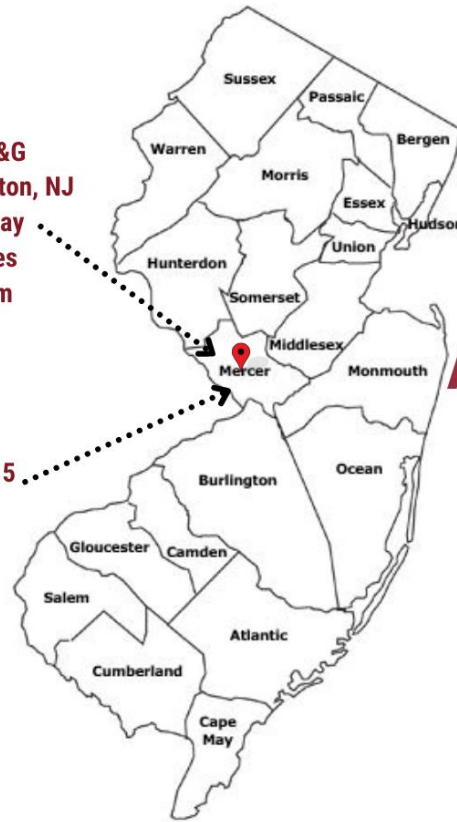 Sussex
Passaic
Bergen
Warren
Morris
Essex
Hudson
Union
Hunterdon
Somerset
Middlesex
Mercer
Monmouth
Ocean
Burlington
Gloucester
Camden
Salem
Atlantic
Cumberland
Cape
May
&G
ton, NJ
ay
es
m
5